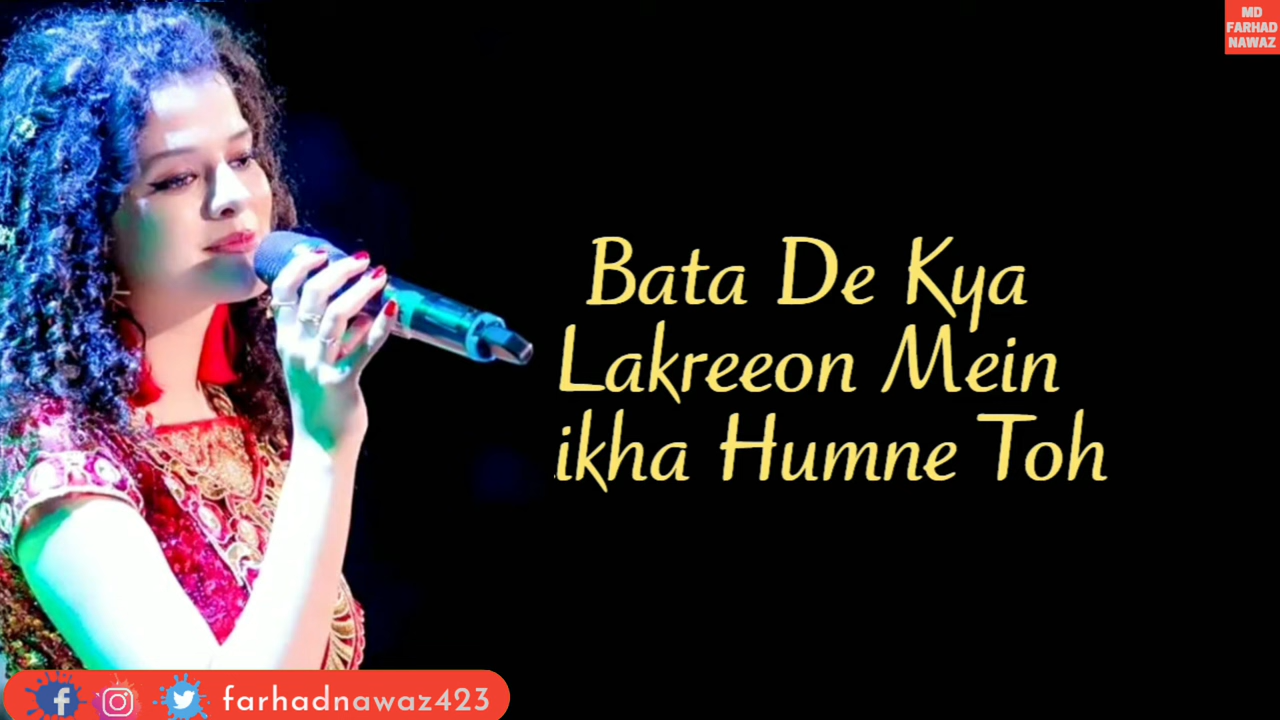 MD
FARHAD
NAWAZ
Bata De Kya
Lakreeon Mein
ikha Humne Toh
farhadnawaz423